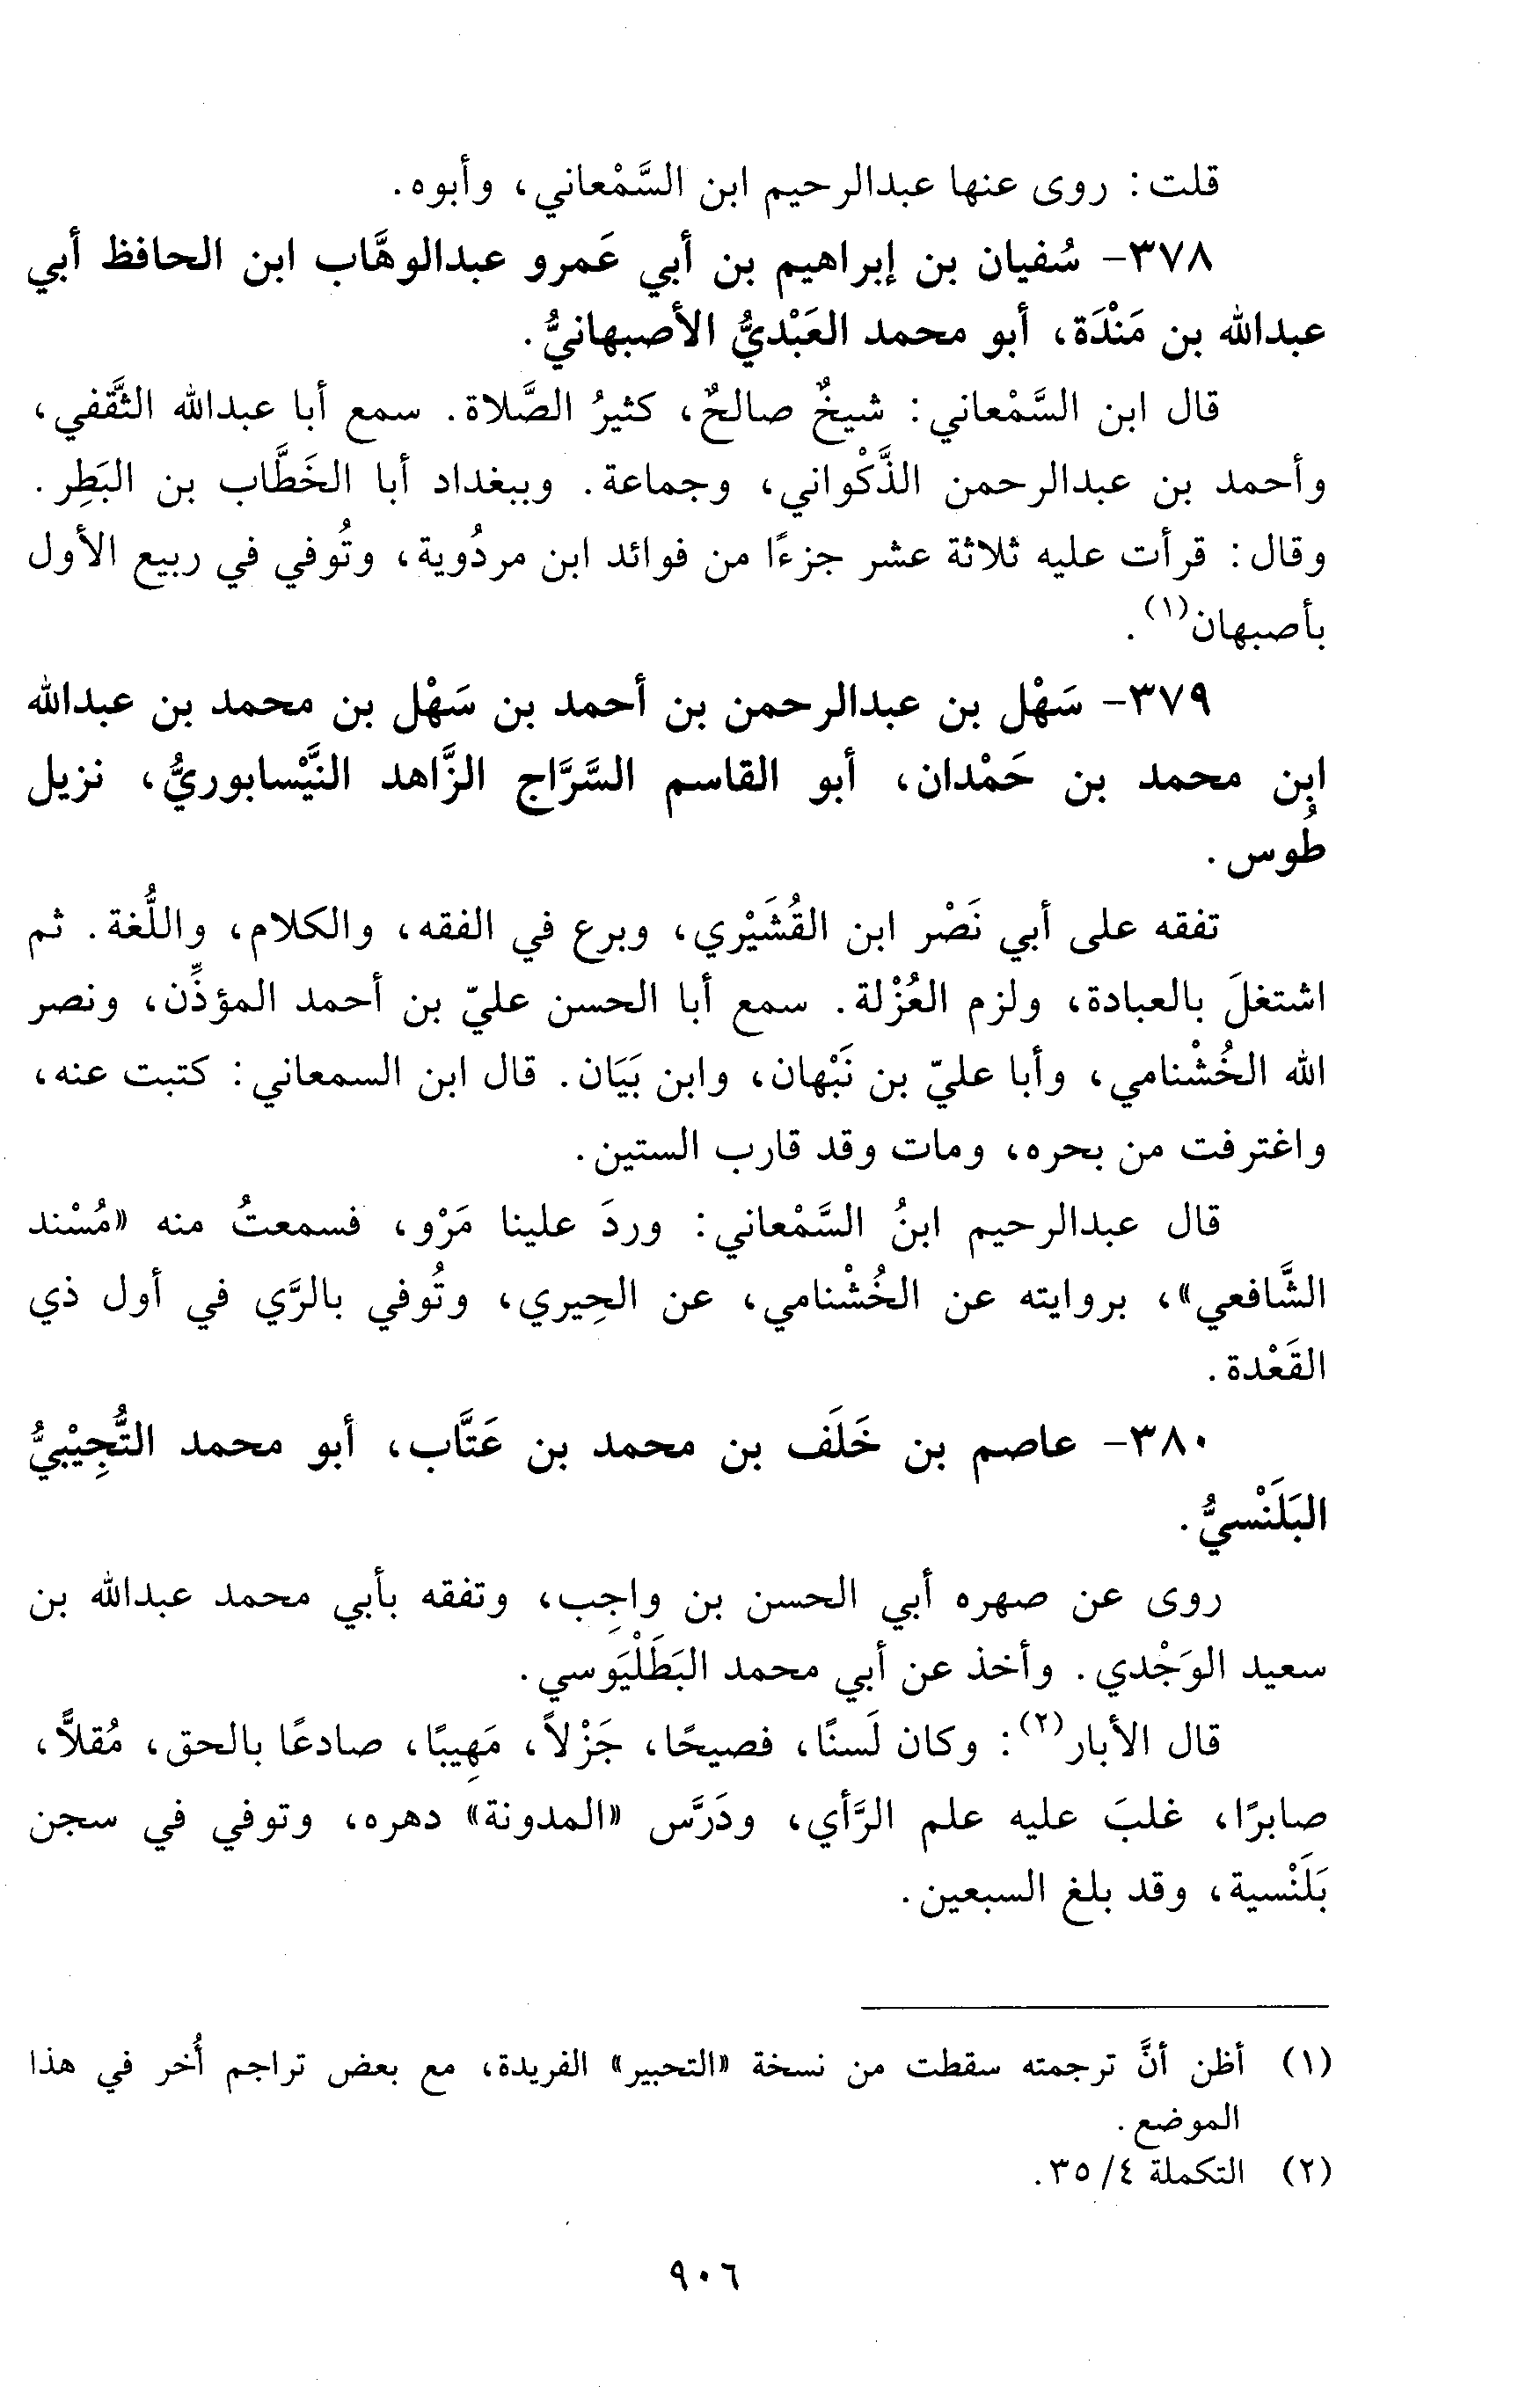 قلت: روى عنها عبدالرحيم ابن السَّمْعاني، وأبوه.
٣٧٨- سُفيان بن إبراهيم بن أبي عَمرو عبدالوهَّاب ابن الحافظ أبي
عبدالله بن مَنْدَة، أبو محمد العَبْديُّ الأصبهانيُّ.
قال ابن السَّمْعاني: شيخٌ صالحٌ، كثيرُ الصَّلاة. سمع أبا عبدالله الثَّقفي،
وأحمد بن عبدالرحمن الذَّكْواني، وجماعة. وببغداد أبا الخَطَّاب بن البَطِر.
وقال: قرأت عليه ثلاثة عشر جزءًا من فوائد ابن مردُوية، وتُوفي في ربيع الأول
بأصبهان(١).
٣٧٩- سَهْل بن عبدالرحمن بن أحمد بن سَهْل بن محمد بن عبدالله
ابن محمد بن حَمْدان، أبو القاسم السَّرَّاج الزَّاهد النَّيْسابوريُّ، نزيل
طُوس.
تفقه على أبي نَصْر ابن القُشَيْري، وبرع في الفقه، والكلام، واللُّغة. ثم
اشتغلَ بالعبادة، ولزم العُزْلة. سمع أبا الحسن عليّ بن أحمد المؤذِّن، ونصر
الله الخُشْنامي، وأبا عليّ بن نَبْهان، وابن بَيَان. قال ابن السمعاني: كتبت عنه،
واغترفت من بحره، ومات وقد قارب الستين.
قال عبدالرحيم ابنُ السَّمْعاني: وردَ علينا مَرْو، فسمعتُ منه «مُسْند
الشَّافعي»، بروايته عن الخُشْنامي، عن الحِيري، وتُوفي بالرَّي في أول ذي
القَعْدة.
٣٨٠- عاصم بن خَلَف بن محمد بن عَتَّاب، أبو محمد التُّجِيْبيُّ
البَلَنْسيُّ.
روى عن صهره أبي الحسن بن واجِب، وتفقه بأبي محمد عبدالله بن
سعيد الوَجْدي. وأخذ عن أبي محمد البَطَلْيَوسي.
قال الأبار(٢): وكان لَسنًا، فصيحًا، جَزْلاً، مَهِيبًا، صادعًا بالحق، مُقلاًّ،
صابرًا، غلبَ عليه علم الرَّأي، ودَرَّس «المدونة» دهره، وتوفي في سجن
بَلَنْسية، وقد بلغ السبعين.
(١) أظن أنَّ ترجمته سقطت من نسخة «التحبير» الفريدة، مع بعض تراجم أُخر في هذا
الموضع.
(٢) التكملة ٤/ ٣٥.
٩٠٦